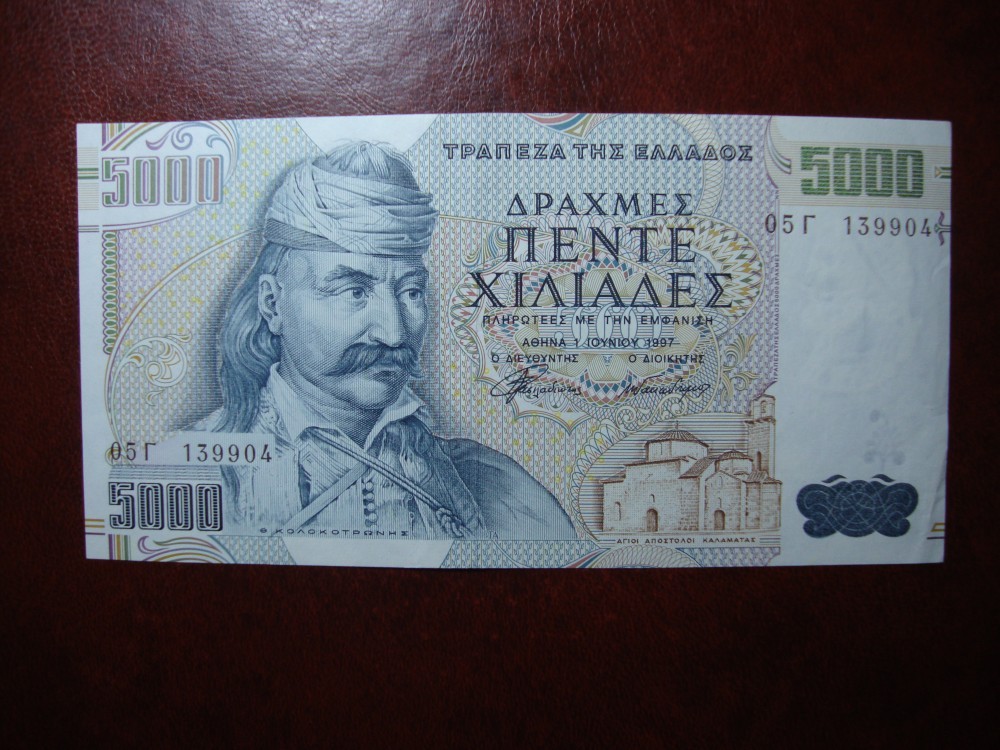 5000
ΤΡΑΠΕΖΑ ΤΗΣ ΕΛΛΑΔΟΣ
5000
ΔΡΑΧΜΕΣ
ΠΕΝΤΕ
ΧΙΛΙΑΔΕΣ
05Γ 139904
ΠΛΗΡΩΤΕΕΣ ΜΕ ΤΗΝ ΕΜΦΑΝΙΣΗ
ΑΘΗΝΑ 1 ΙΟΥΝΙΟΥ 1997
Ο ΔΙΕΥΘΥΝΤΗΣ Ο ΔΙΟΙΚΗΤΗΣ
05Γ 139904
5000
Θ ΚΟΛΟΚΟΤΡΩΝΗΣ
ΑΓΙΟΙ ΑΠΟΣΤΟΛΟΙ ΚΑΛΑΜΑΤΑΣ